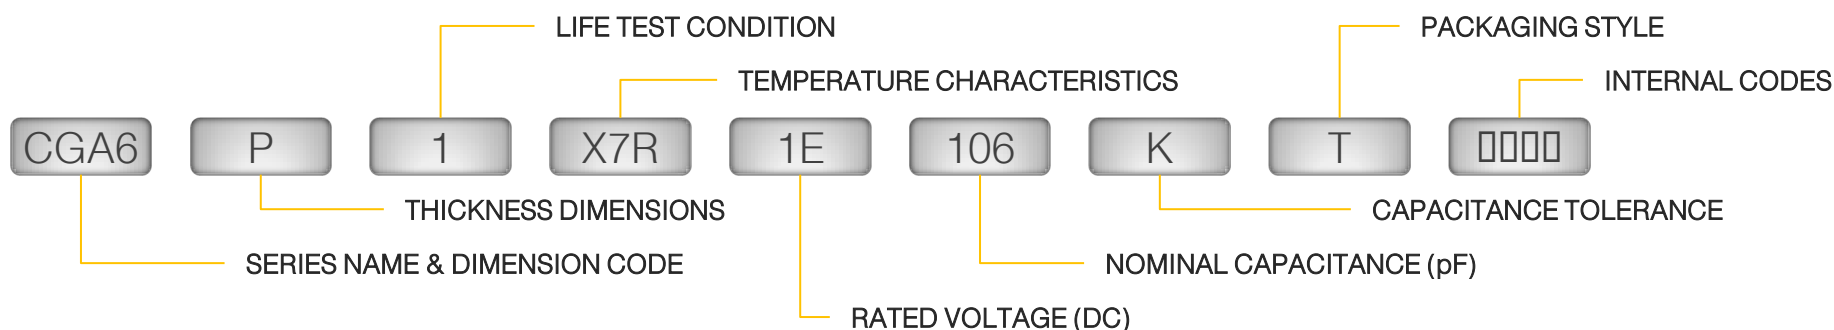 LIFE TEST CONDITION
PACKAGING STYLE
TEMPERATURE CHARACTERISTICS
INTERNAL CODES
CGA6 P 1 X7R 1E 106 K T □□□□
THICKNESS DIMENSIONS
CAPACITANCE TOLERANCE
SERIES NAME & DIMENSION CODE
NOMINAL CAPACITANCE (pF)
RATED VOLTAGE (DC)